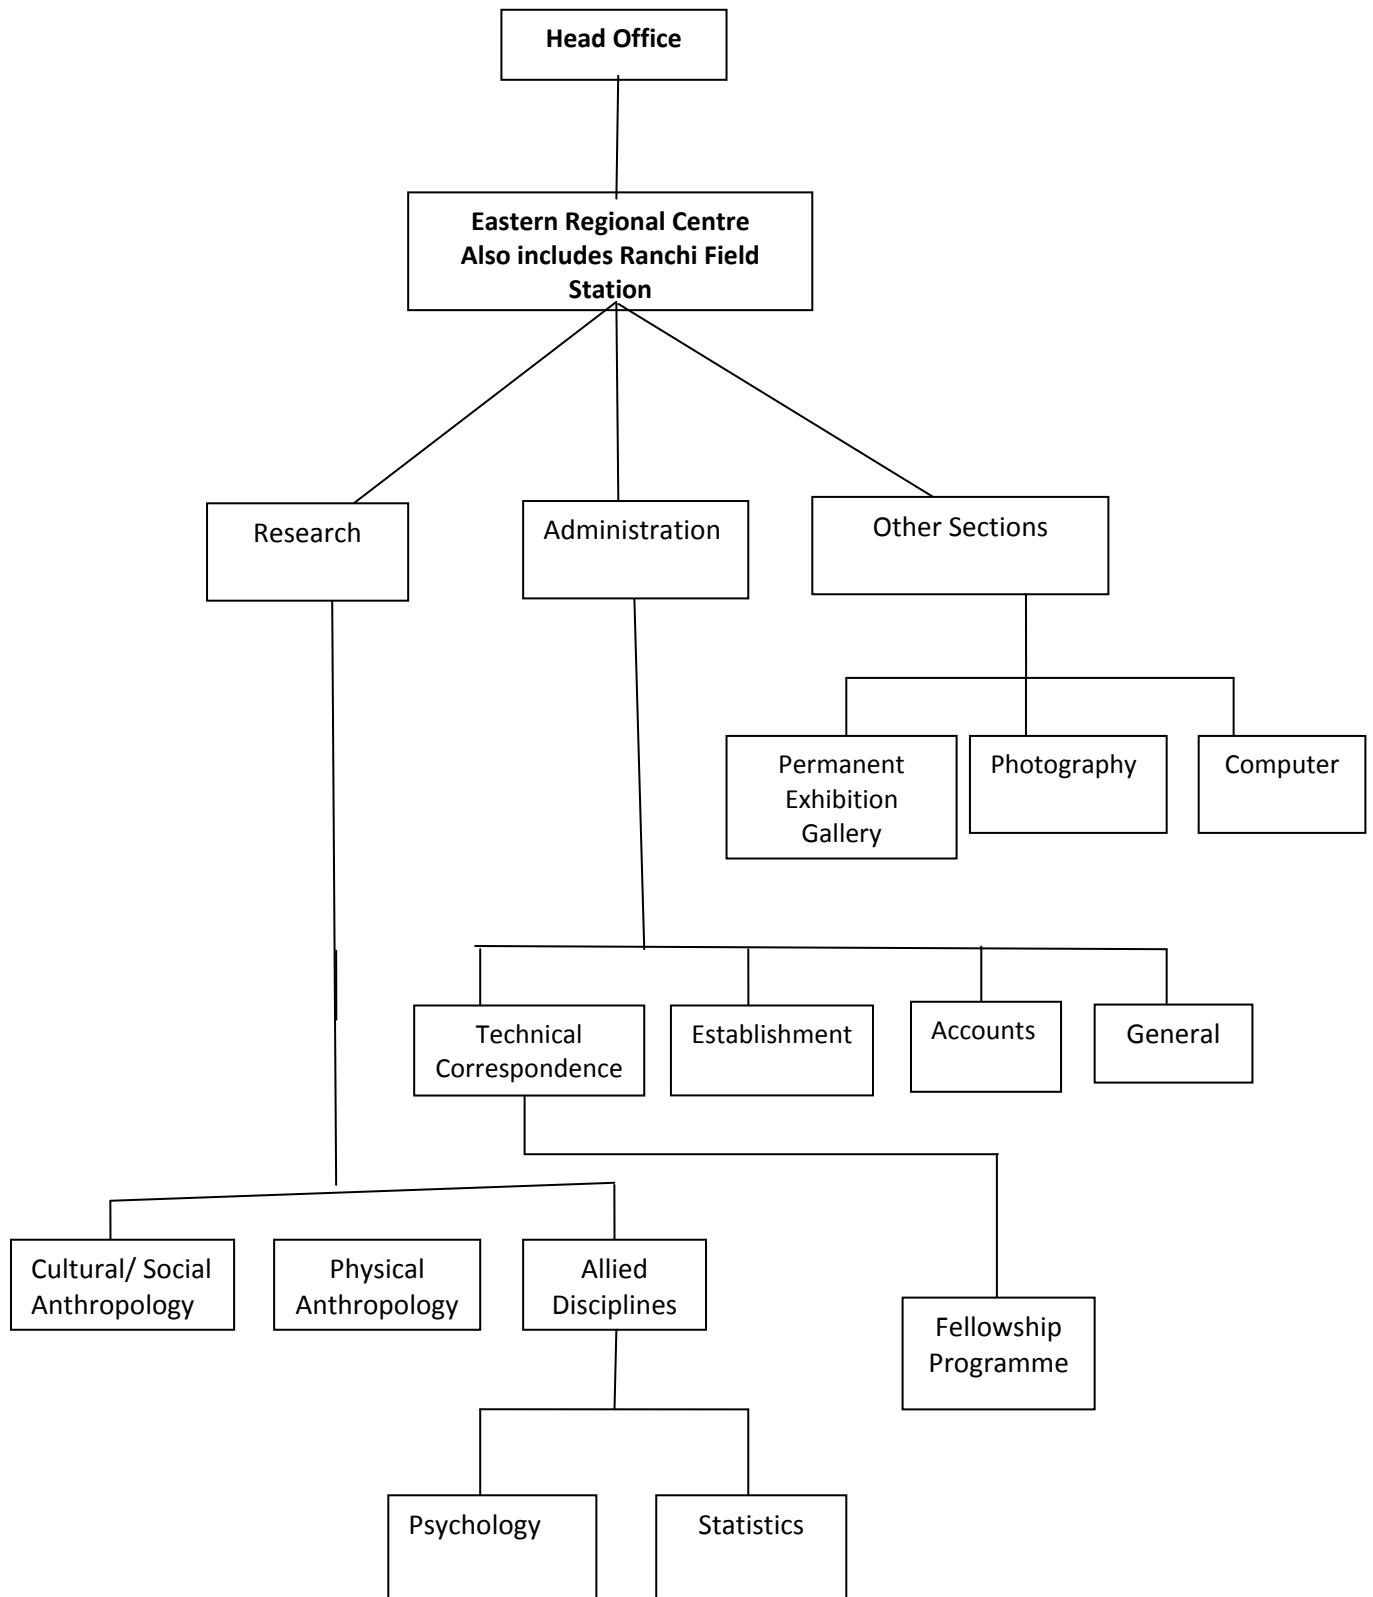 Head Office
Eastern Regional Centre
Also includes Ranchi Field
Station
Research
Administration
Other Sections
Permanent
Exhibition
Gallery
Photography
Computer
Technical
Correspondence
Establishment
Accounts
General
Cultural/ Social
Anthropology
Physical
Anthropology
Allied
Disciplines
Fellowship
Programme
Psychology
Statistics